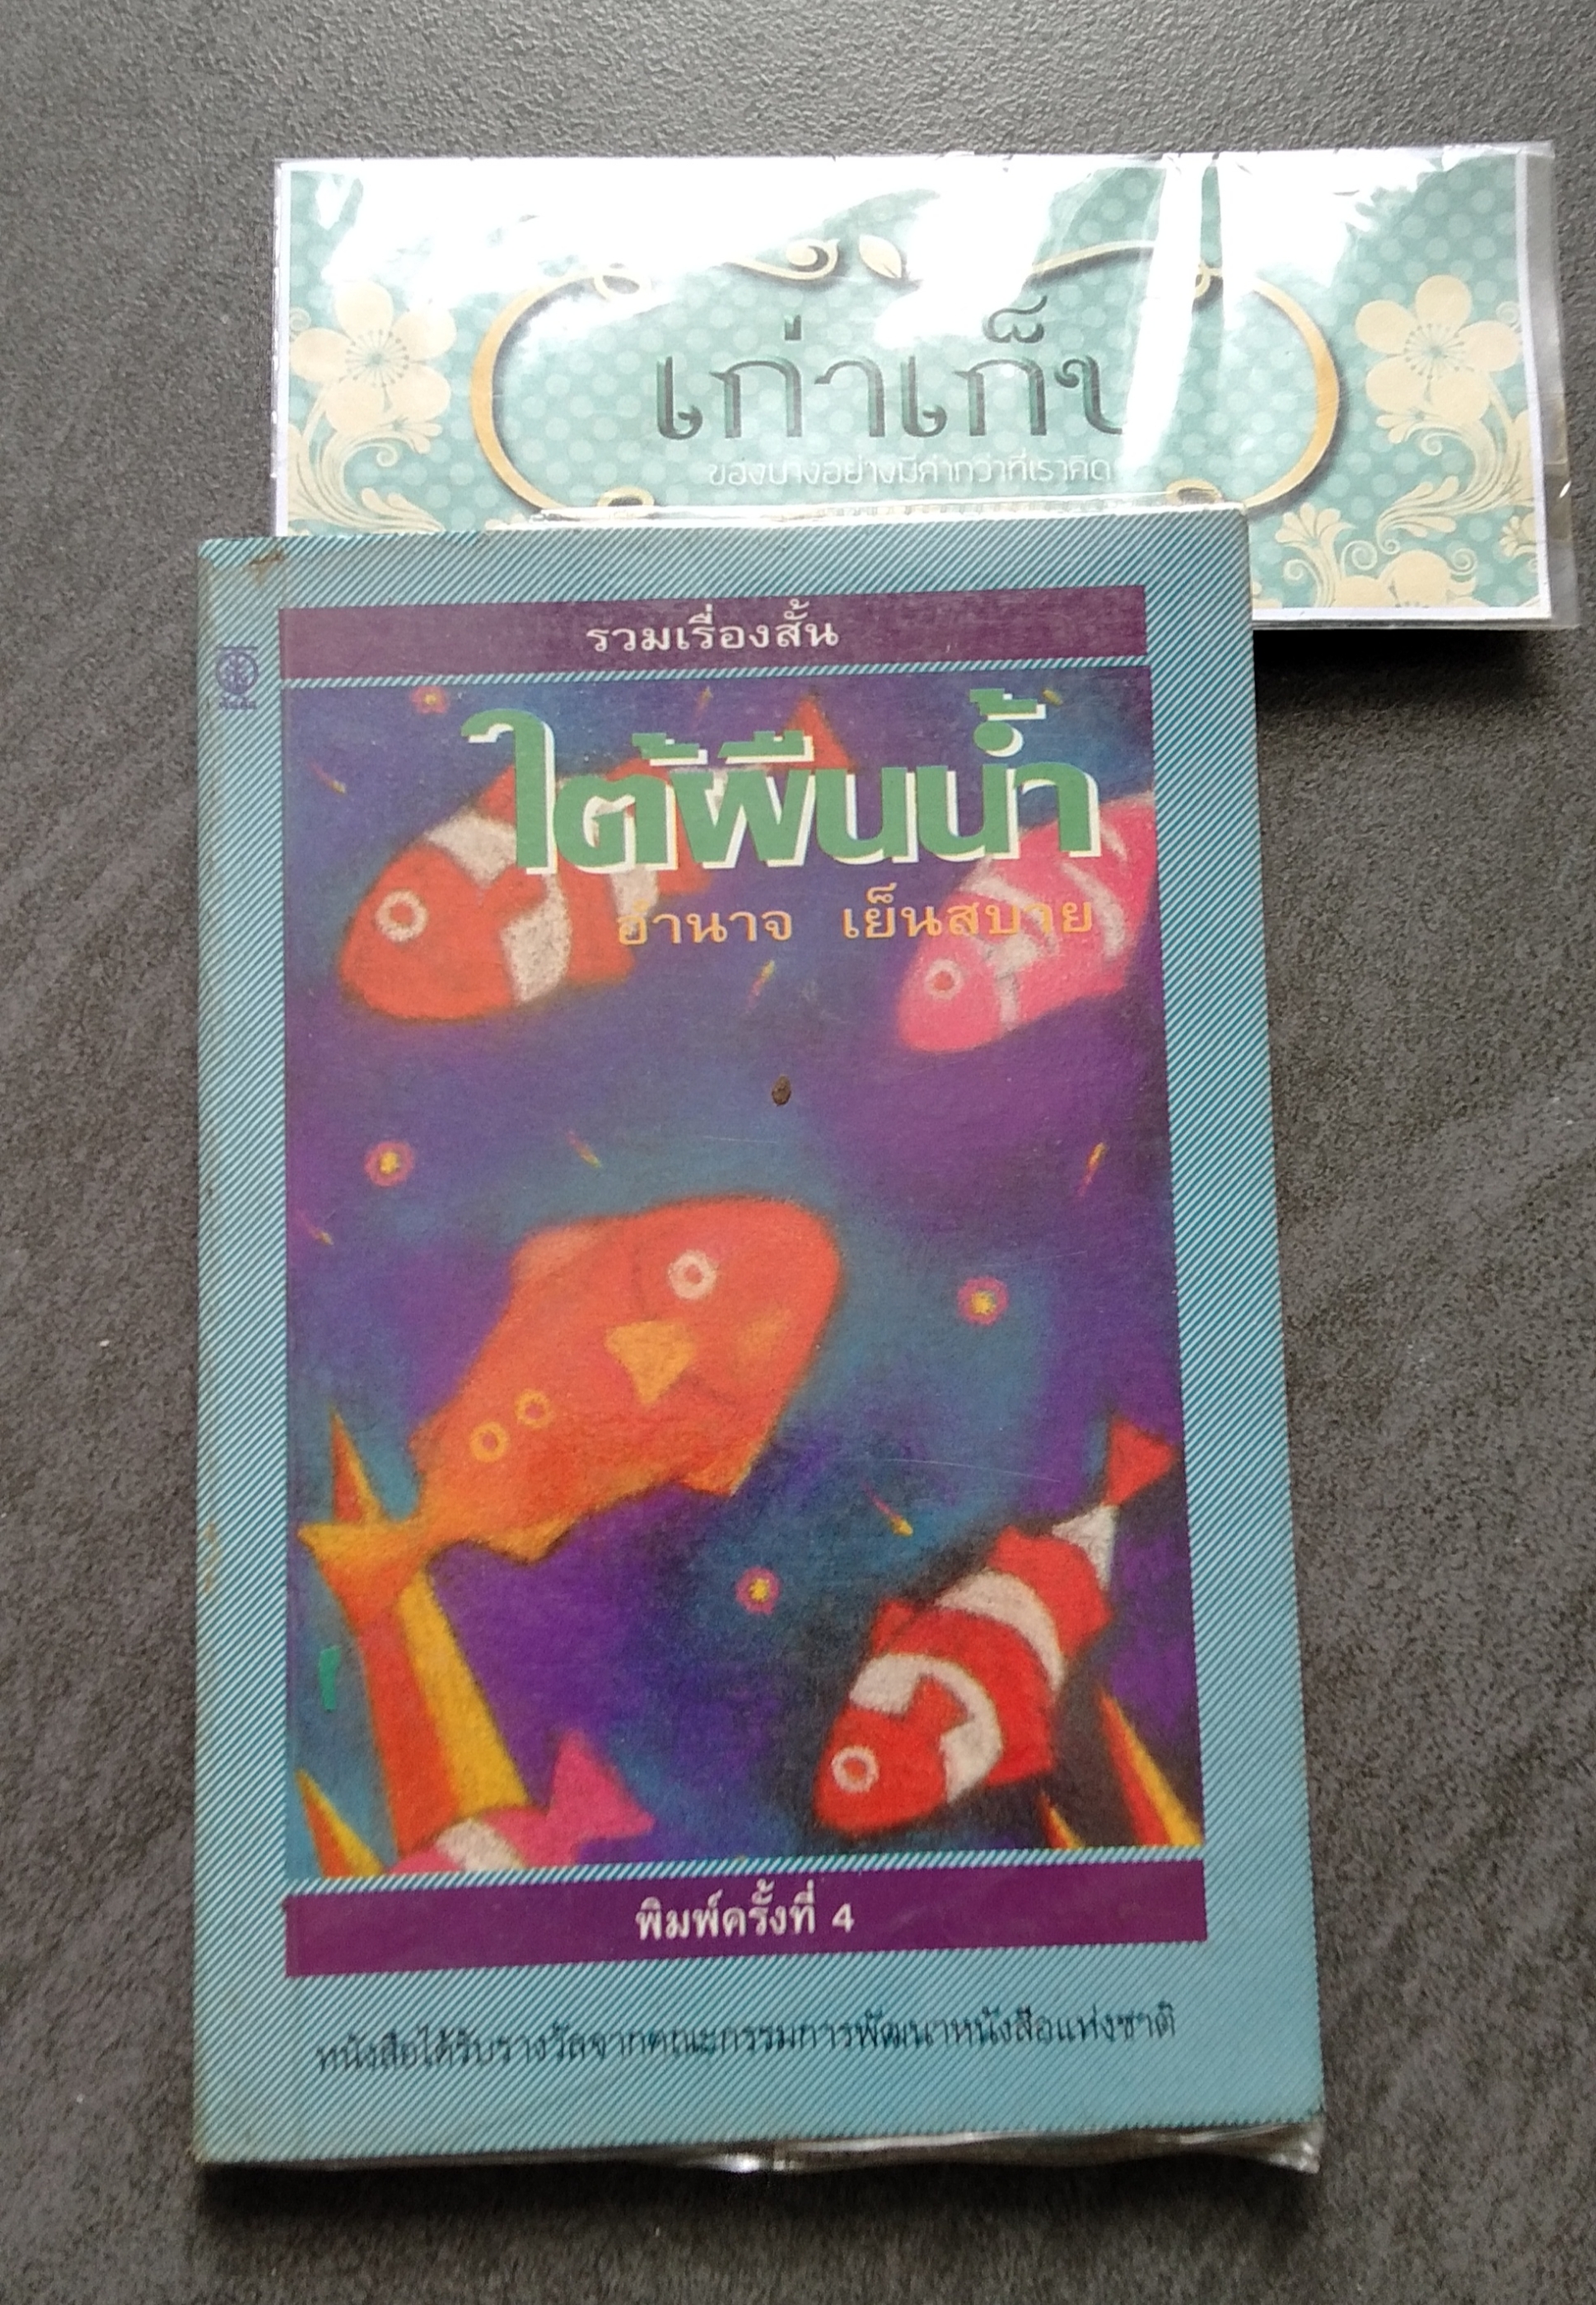 เก่าเก็บ
ของบางอย่างมีค่ากว่าที่เราคิด
รวมเรื่องสั้น
ใต้ผืนน้ำ
อำนาจ เย็นสบาย
พิมพ์ครั้งที่ 4
หนังสือได้รับรางวัลจากคณะกรรมการพัฒนาหนังสือแห่งชาติ